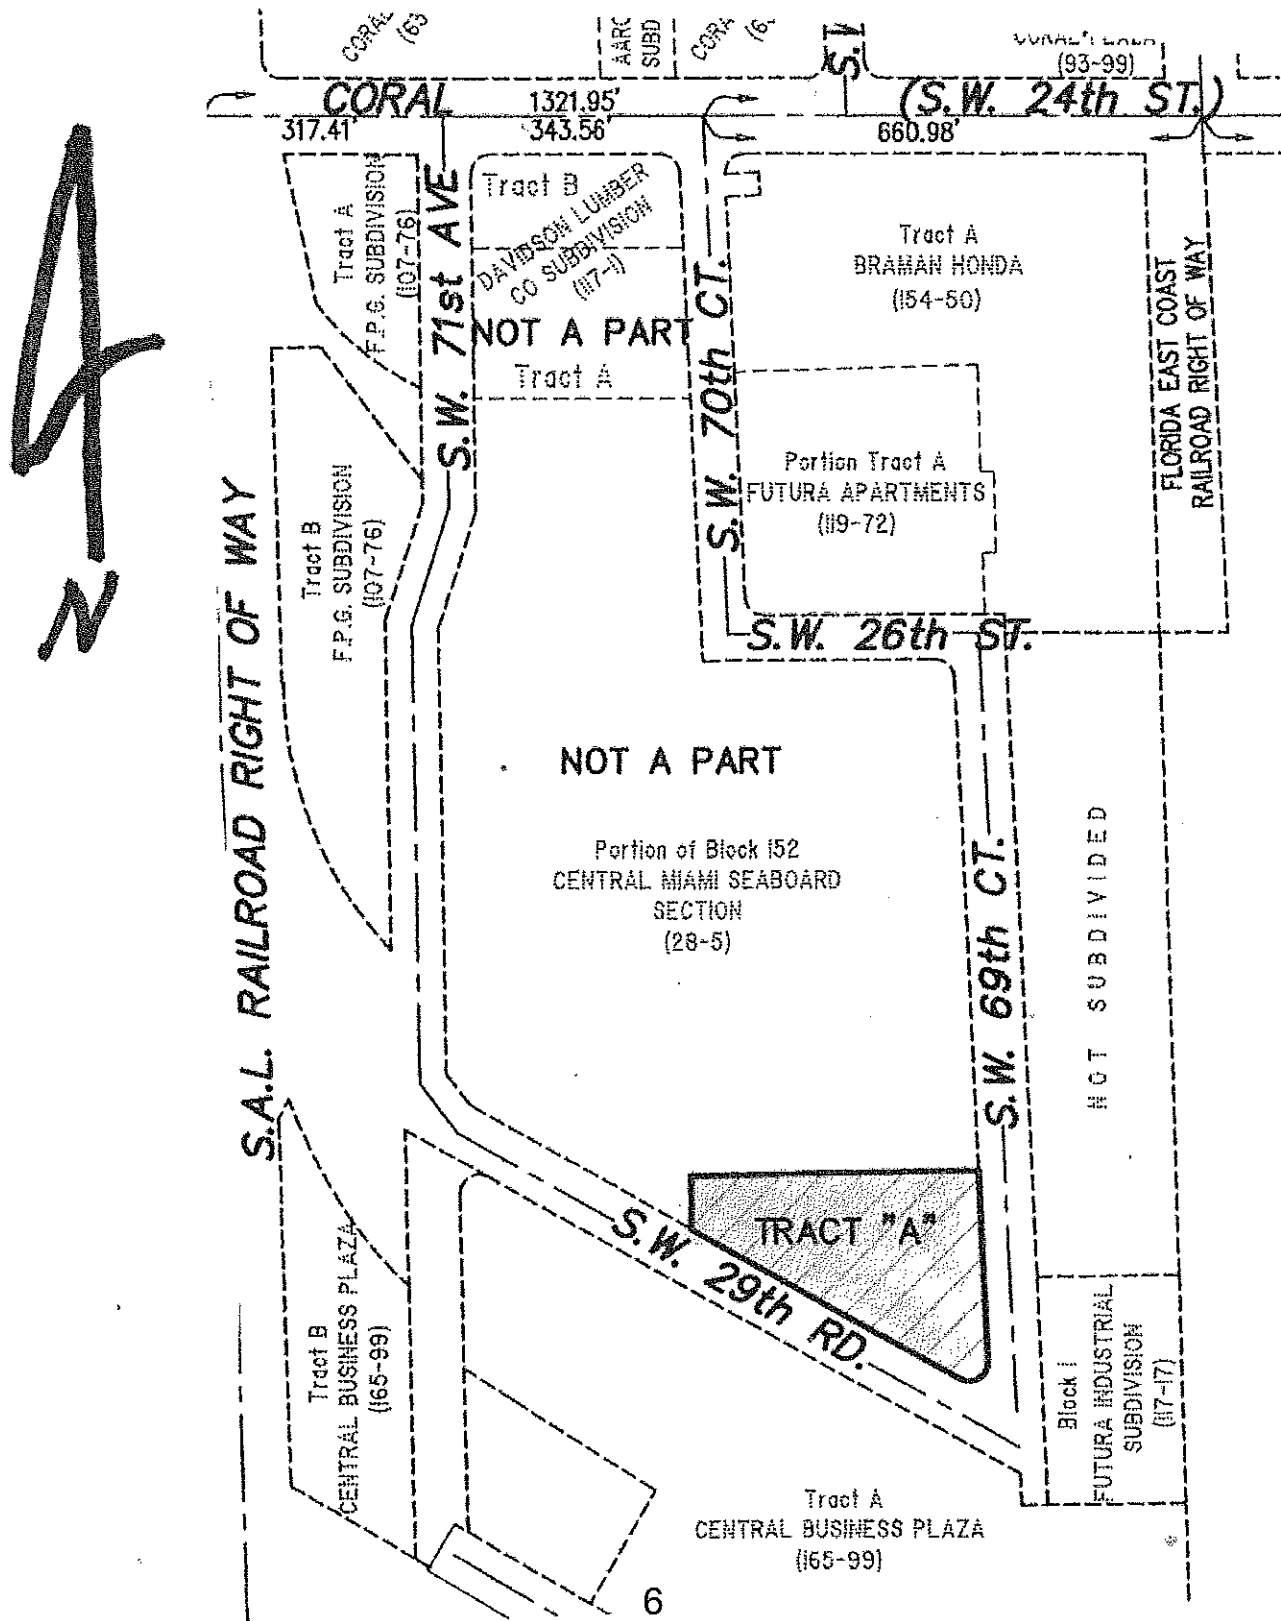 CORAL
(63
AARC
SUBD
CORA
(6
S.W
(93-99)
CORAL
1321.95'
(S.W. 24th ST.)
317.41'
343.56'
660.98'
Tract A
F.P.G. SUBDIVISION
(107-76)
S.W. 71st AVE
Tract B
DAVIDSON LUMBER
CO SUBDIVISION
(117-1)
NOT A PART
Tract A
S.W. 70th CT.
Tract A
BRAMAN HONDA
(154-50)
FLORIDA EAST COAST
RAILROAD RIGHT OF WAY
Portion Tract A
FUTURA APARTMENTS
(119-72)
N
S.A.L. RAILROAD RIGHT OF WAY
Tract B
F.P.G. SUBDIVISION
(107-76)
S.W. 26th ST.
NOT A PART
Portion of Block 152
CENTRAL MIAMI SEABOARD
SECTION
(28-5)
S.W. 69th CT.
NOT SUBDIVIDED
TRACT "A"
S.W. 29th RD.
Tract B
CENTRAL BUSINESS PLAZA
(165-99)
Block 1
FUTURA INDUSTRIAL
SUBDIVISION
(117-17)
Tract A
CENTRAL BUSINESS PLAZA
(165-99)
6